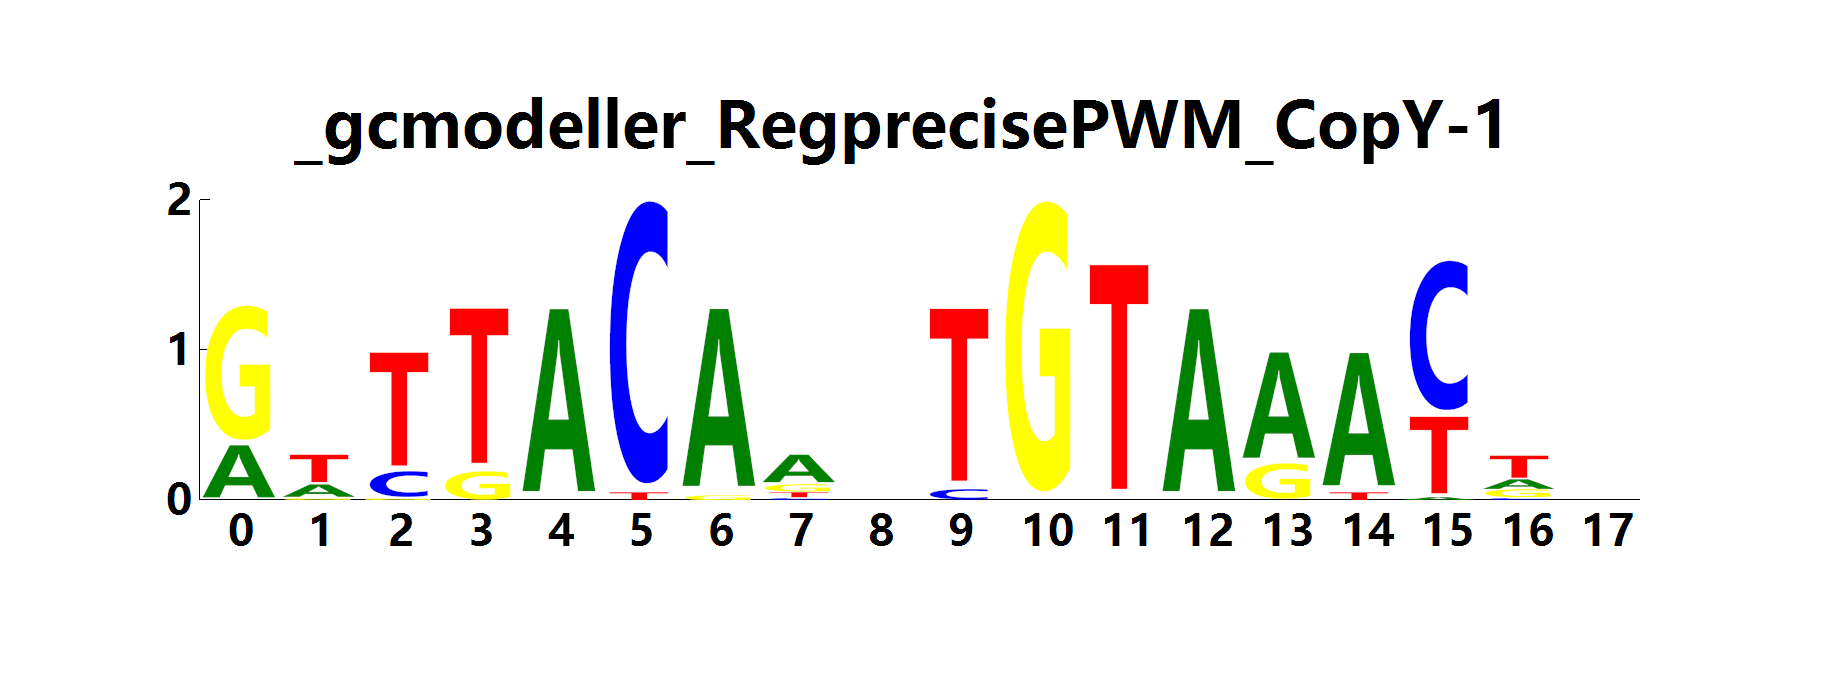 _gcmodeller_RegprecisePWM_CopY-1
2
1
0
G A T A T C T G A C T A G A G T T C G T A A G A T C T A T A G
0 1 2 3 4 5 6 7 8 9 10 11 12 13 14 15 16 17